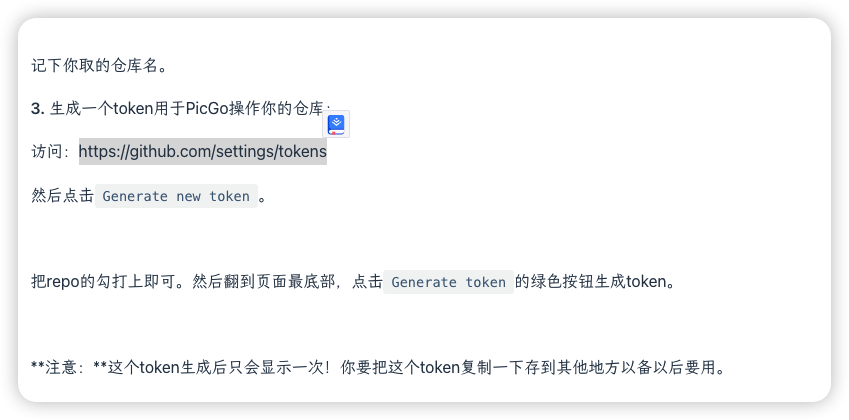 记下你取的仓库名。
3. 生成一个token用于PicGo操作你的仓库：
访问：https://github.com/settings/tokens
然后点击 Generate new token 。
把repo的勾打上即可。然后翻到页面最底部，点击 Generate token 的绿色按钮生成token。
**注意：**这个token生成后只会显示一次！你要把这个token复制一下存到其他地方以备以后要用。